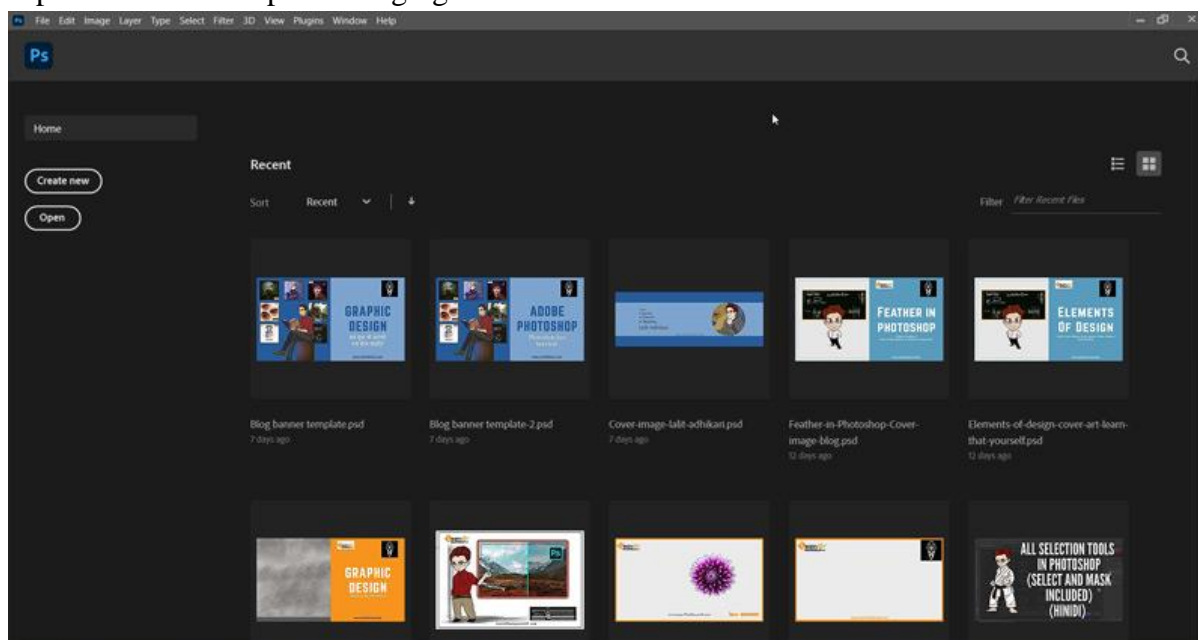 File Edit Image Layer Type Select Filter 3D View Plugins Window Help
Ps
Home
Create new
Open
Recent
Sort Recent
Filter Filter Recent Files
GRAPHIC
DESIGN
ADOBE
PHOTOSHOP
FEATHER IN
PHOTOSHOP
ELEMENTS
OF DESIGN
Blog banner template.psd
7 days ago
Blog banner template-2.psd
7 days ago
Cover-image-lalit-adhikari.psd
7 days ago
Feather-in-Photoshop-Cover-
image-blog.psd
12 days ago
Elements-of-design-cover-art-learn-
that-yourself.psd
12 days ago
GRAPHIC
DESIGN
Ps
ALL SELECTION TOOLS
IN PHOTOSHOP
(SELECT AND MASK
INCLUDED)
(HINIDI)